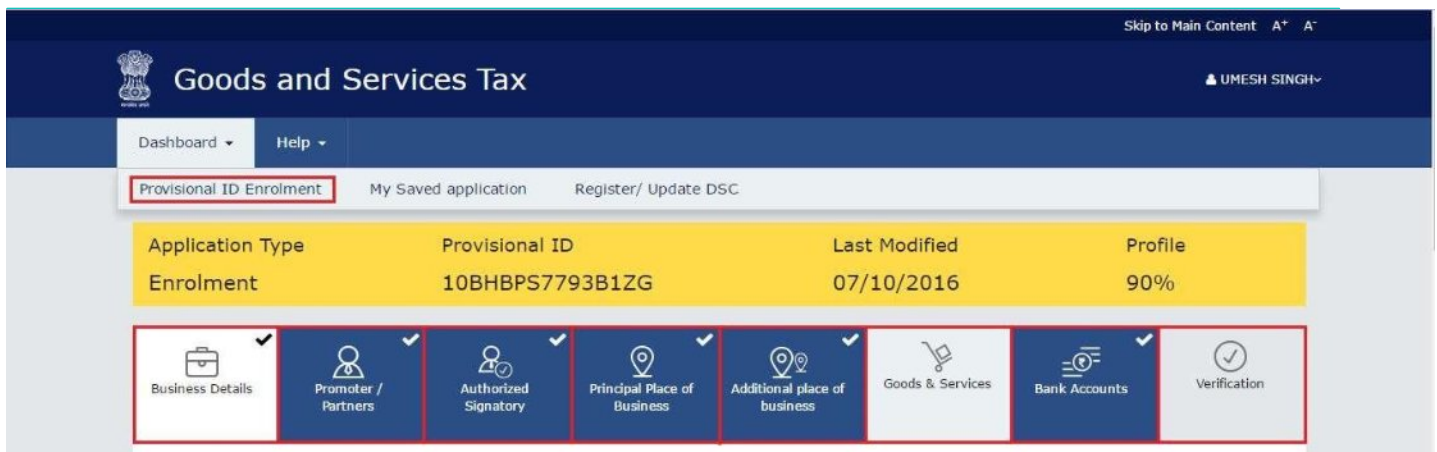 Skip to Main Content A+ A-
Goods and Services Tax
UMESH SINGH
Dashboard Help
Provisional ID Enrolment My Saved application Register/ Update DSC
Application Type Provisional ID Last Modified Profile
Enrolment 10BHBPS7793B1ZG 07/10/2016 90%
Business Details
Promoter /
Partners
Authorized
Signatory
Principal Place of
Business
Additional place of
business
Goods & Services
Bank Accounts
Verification